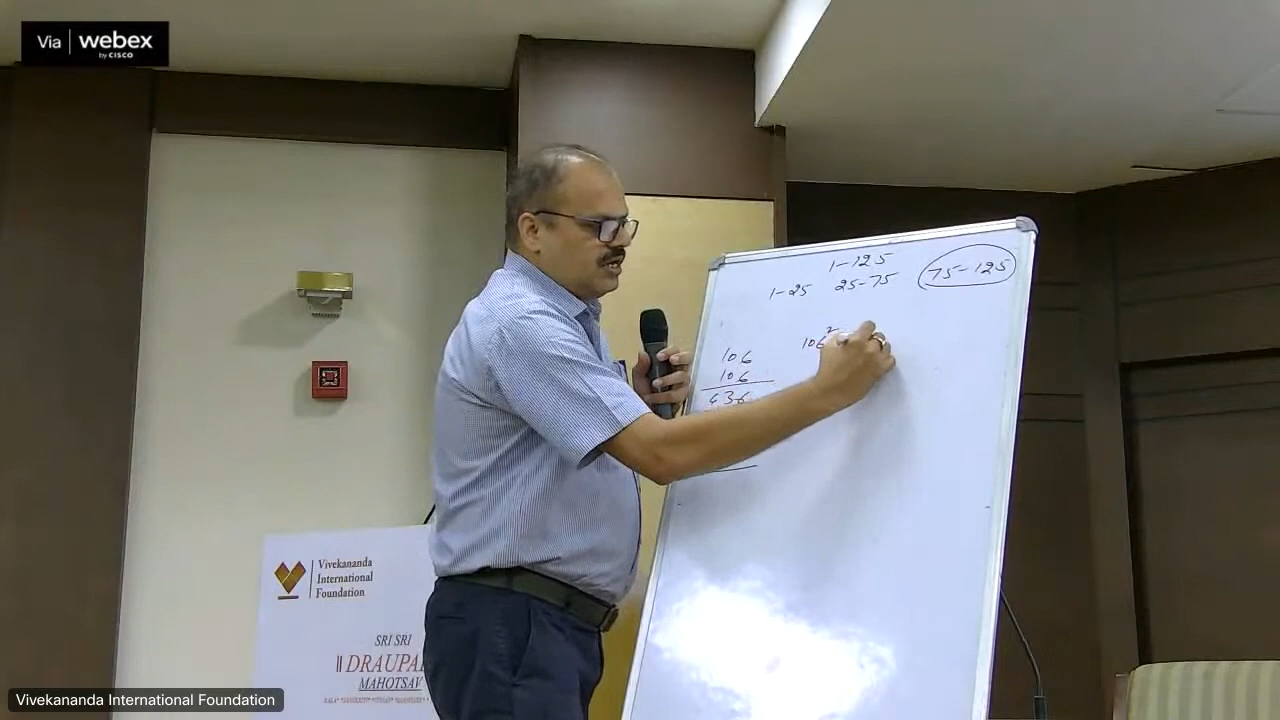 Via webex
by CISCO
1-125
1-25 25-75 75-125
106²
106
106
636
Vivekananda
International
Foundation
SRI SRI
DRAUPA
MAHOTSAV
Vivekananda International Foundation